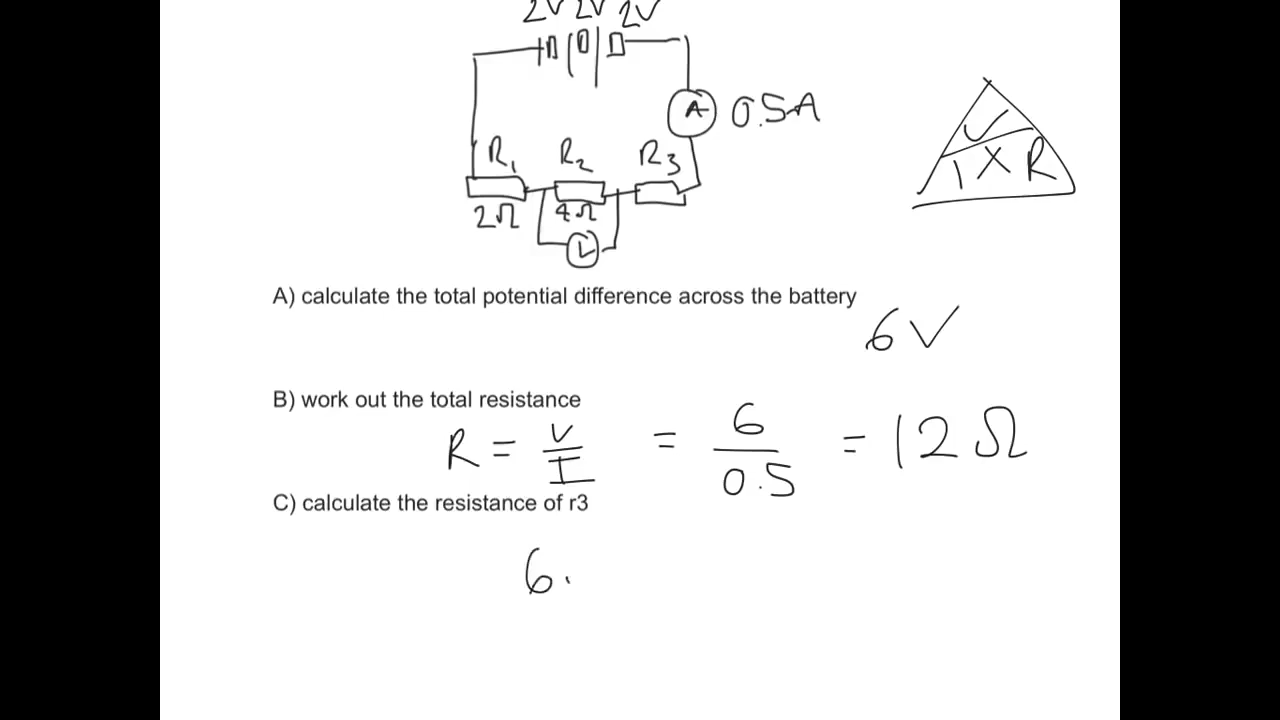 2V 2V 2V
A 0.5A
R1 R2 R3
2Ω 4Ω
V
V
I X R
A) calculate the total potential difference across the battery
6V
B) work out the total resistance
R = V/I = 6/0.5 = 12Ω
C) calculate the resistance of r3
6.